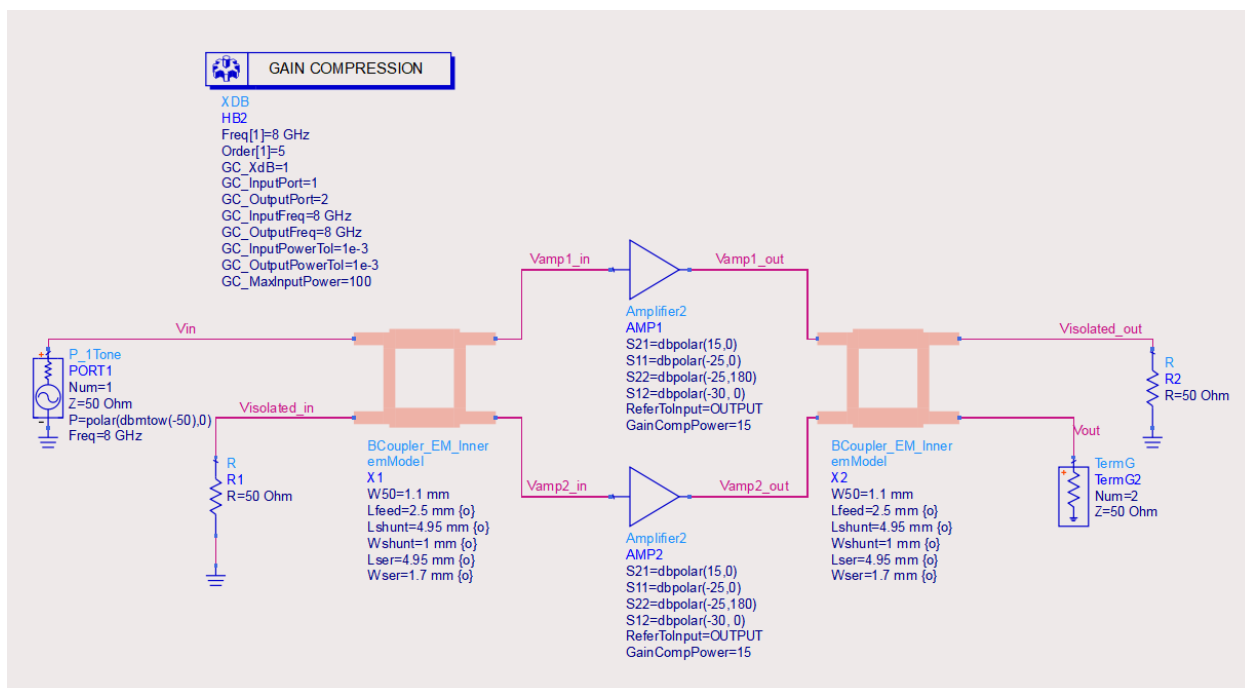 GAIN COMPRESSION
XDB
HB2
Freq[1]=8 GHz
Order[1]=5
GC_XdB=1
GC_InputPort=1
GC_OutputPort=2
GC_InputFreq=8 GHz
GC_OutputFreq=8 GHz
GC_InputPowerTol=1e-3
GC_OutputPowerTol=1e-3
GC_MaxInputPower=100
Vin
P_1Tone
PORT1
Num=1
Z=50 Ohm
P=polar(dbmtow(-50),0)
Freq=8 GHz
Visolated_in
R
R1
R=50 Ohm
BCoupler_EM_Inner
emModel
X1
W50=1.1 mm
Lfeed=2.5 mm {o}
Lshunt=4.95 mm {o}
Wshunt=1 mm {o}
Lser=4.95 mm {o}
Wser=1.7 mm {o}
Vamp1_in
Vamp1_out
Amplifier2
AMP1
S21=dbpolar(15,0)
S11=dbpolar(-25,0)
S22=dbpolar(-25,180)
S12=dbpolar(-30, 0)
ReferToInput=OUTPUT
GainCompPower=15
Vamp2_in
Vamp2_out
Amplifier2
AMP2
S21=dbpolar(15,0)
S11=dbpolar(-25,0)
S22=dbpolar(-25,180)
S12=dbpolar(-30, 0)
ReferToInput=OUTPUT
GainCompPower=15
BCoupler_EM_Inner
emModel
X2
W50=1.1 mm
Lfeed=2.5 mm {o}
Lshunt=4.95 mm {o}
Wshunt=1 mm {o}
Lser=4.95 mm {o}
Wser=1.7 mm {o}
Visolated_out
R
R2
R=50 Ohm
Vout
TermG
TermG2
Num=2
Z=50 Ohm